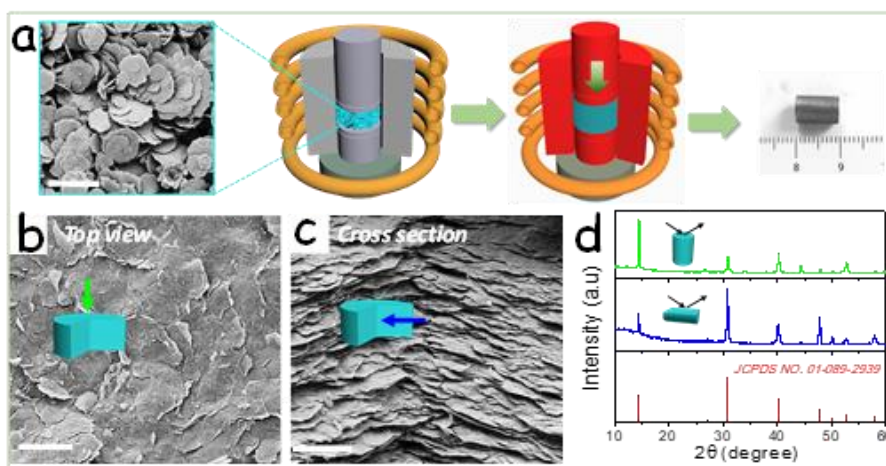 a
8 9
b Top view
c Cross section
d
Intensity (a.u)
JCPDS NO. 01-089-2939
10 20 30 40 50 60
2θ (degree)